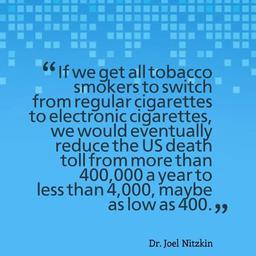 “If we get all tobacco
smokers to switch
from regular cigarettes
to electronic cigarettes,
we would eventually
reduce the US death
toll from more than
400,000 a year to
less than 4,000, maybe
as low as 400.”
Dr. Joel Nitzkin